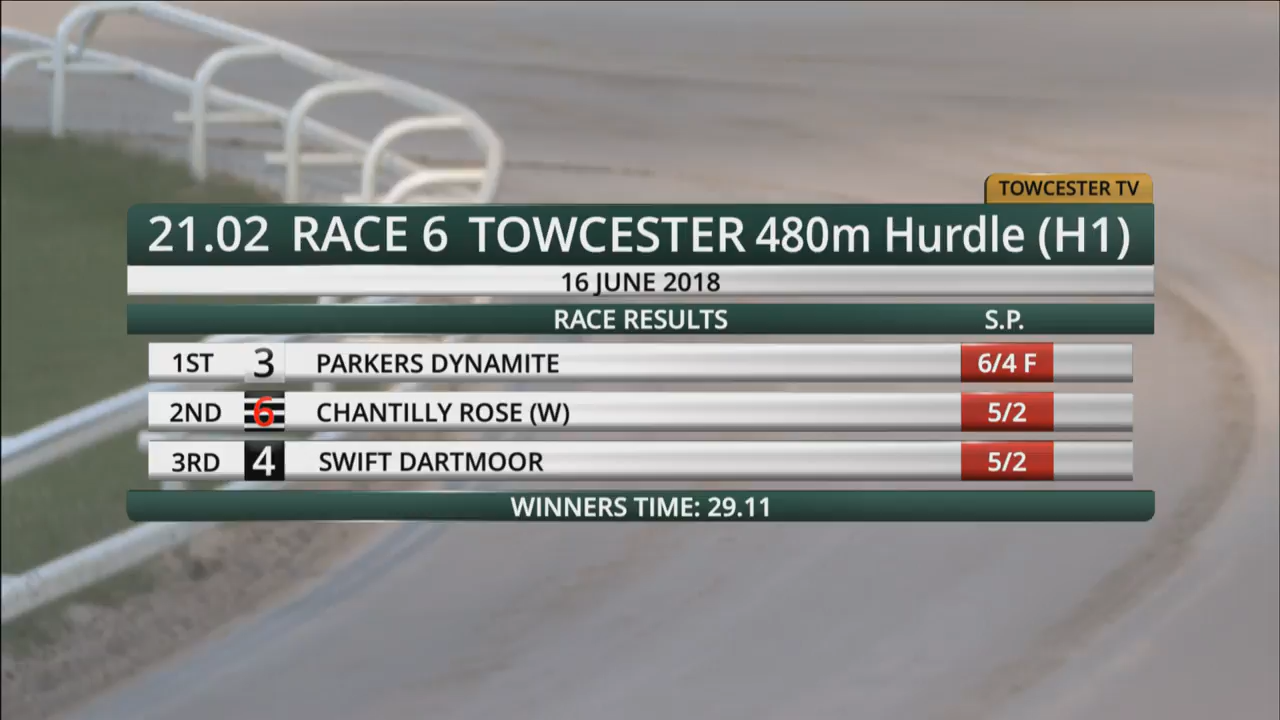 TOWCESTER TV
21.02 RACE 6 TOWCESTER 480m Hurdle (H1)
16 JUNE 2018
RACE RESULTS S.P.
1ST 3 PARKERS DYNAMITE 6/4 F
2ND 6 CHANTILLY ROSE (W) 5/2
3RD 4 SWIFT DARTMOOR 5/2
WINNERS TIME: 29.11